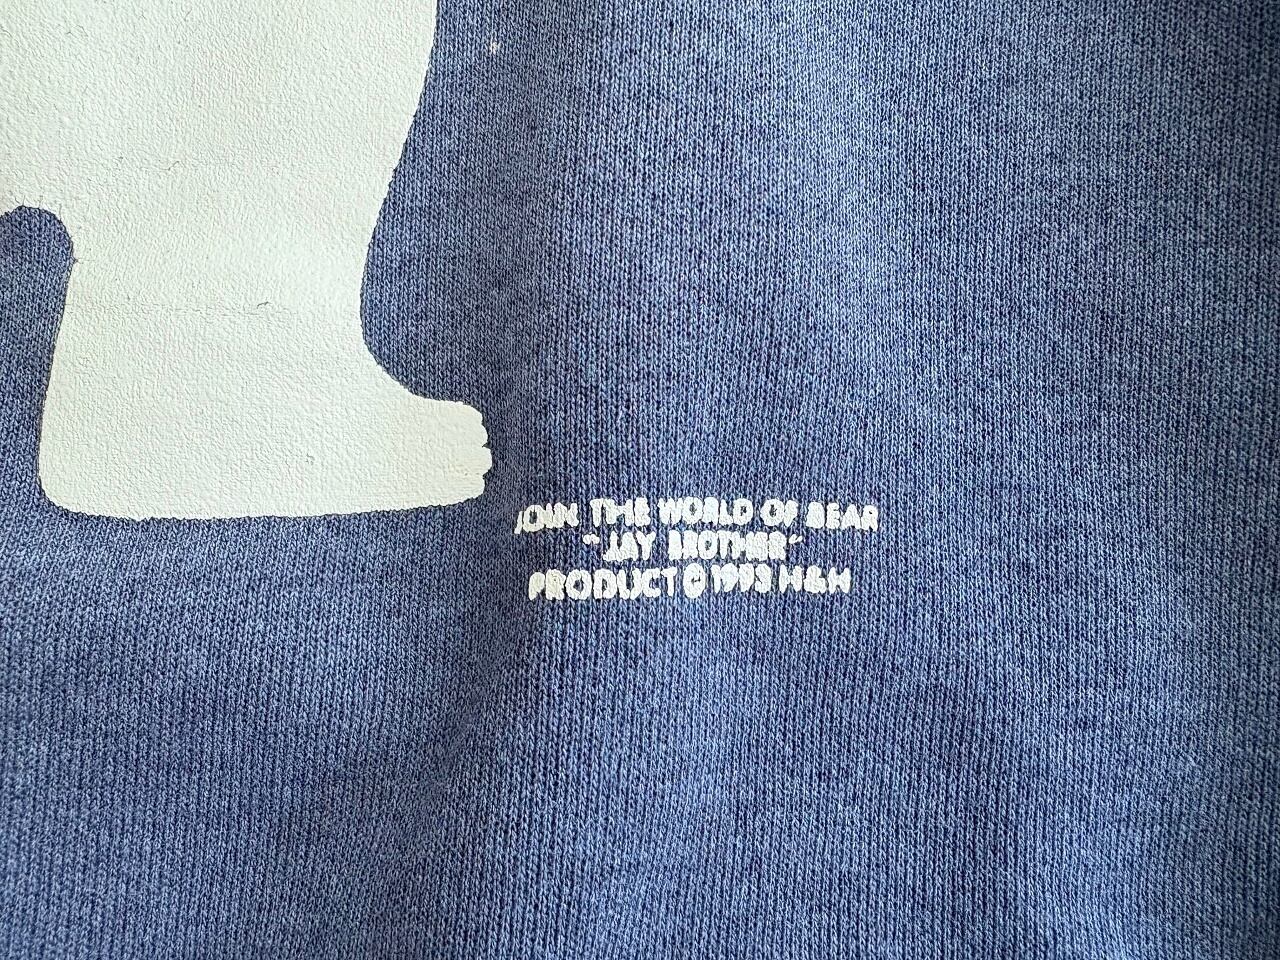 JOIN THE WORLD OF BEAR
"JAY BROTHER"
PRODUCT © 1993 H&H